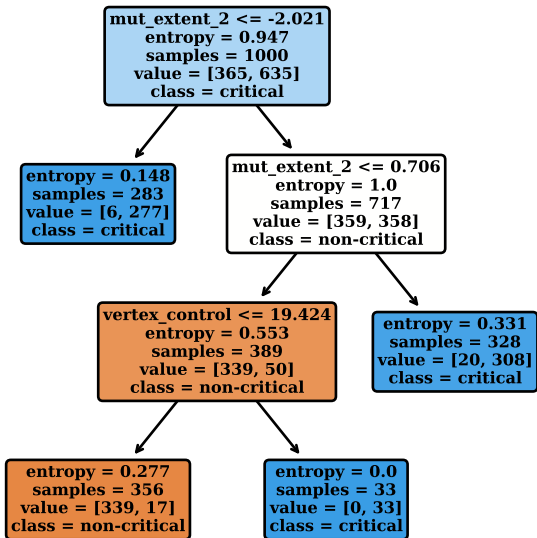 mut_extent_2 <= -2.021
entropy = 0.947
samples = 1000
value = [365, 635]
class = critical
entropy = 0.148
samples = 283
value = [6, 277]
class = critical
mut_extent_2 <= 0.706
entropy = 1.0
samples = 717
value = [359, 358]
class = non-critical
vertex_control <= 19.424
entropy = 0.553
samples = 389
value = [339, 50]
class = non-critical
entropy = 0.331
samples = 328
value = [20, 308]
class = critical
entropy = 0.277
samples = 356
value = [339, 17]
class = non-critical
entropy = 0.0
samples = 33
value = [0, 33]
class = critical